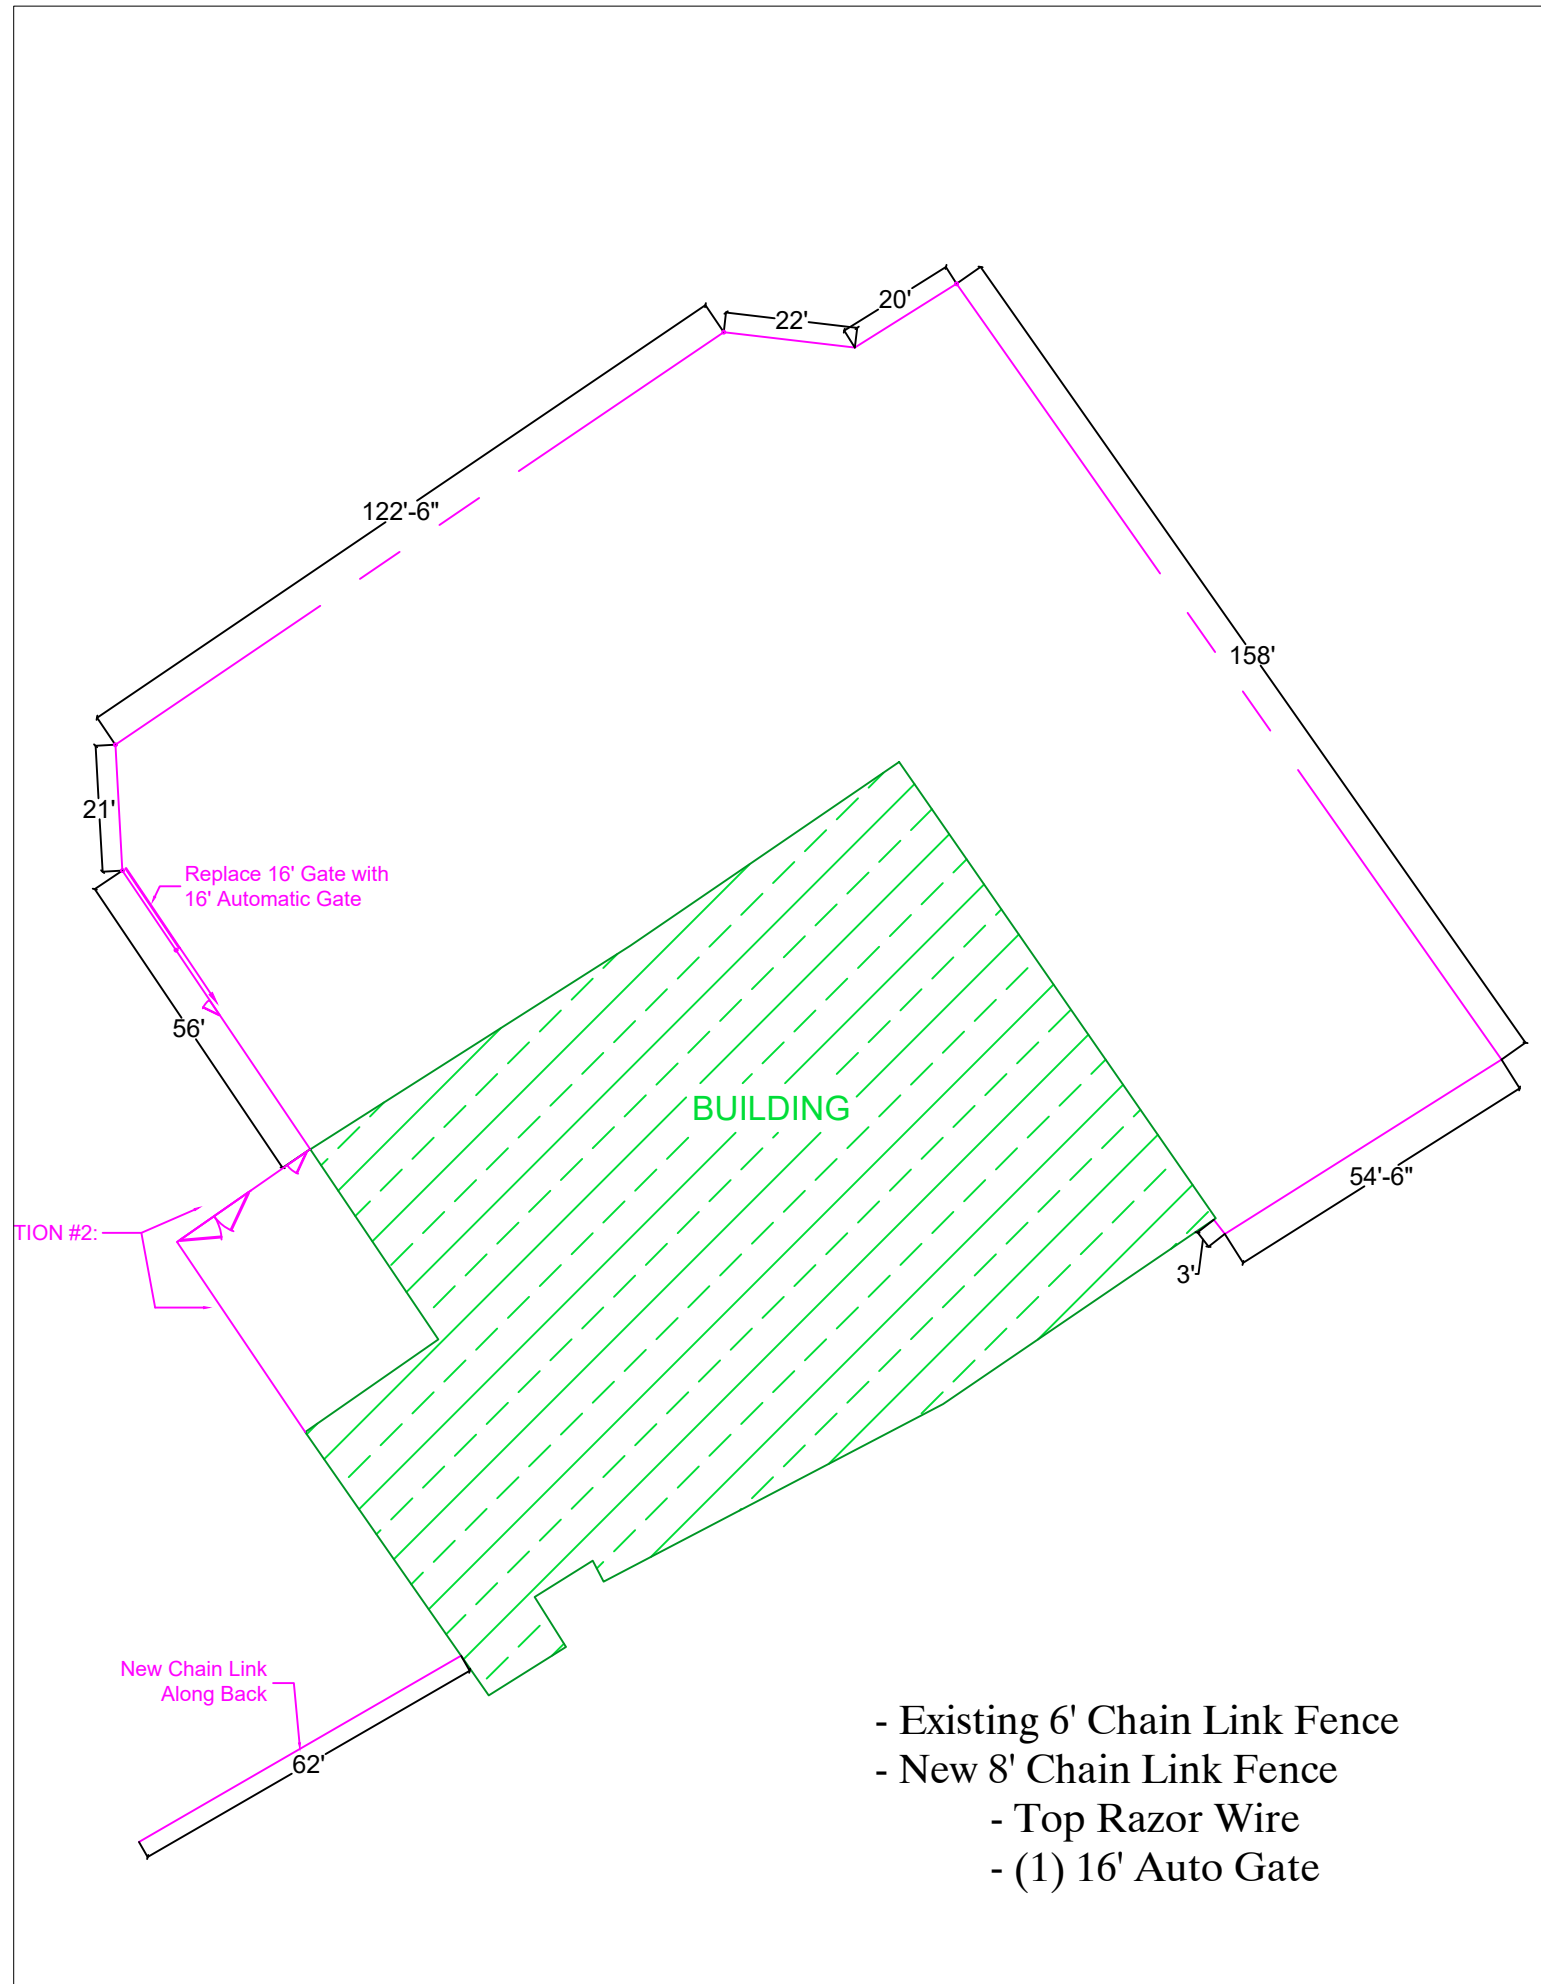 20'
22'
122'-6"
158'
21'
Replace 16' Gate with
16' Automatic Gate
56'
BUILDING
54'-6"
TION #2:
3'
New Chain Link
Along Back
62'
- Existing 6' Chain Link Fence
- New 8' Chain Link Fence
- Top Razor Wire
- (1) 16' Auto Gate